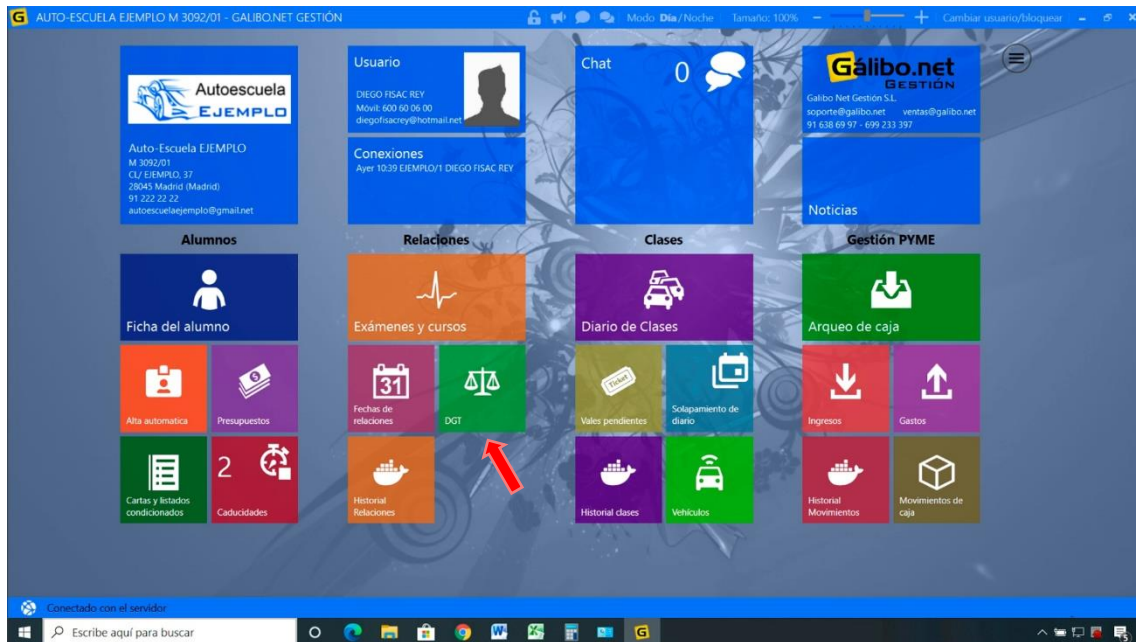 AUTO-ESCUELA EJEMPLO M 3092/01 - GALIBO.NET GESTIÓN
Modo Día/Noche
Tamaño: 100%
Cambiar usuario/bloquear
Autoescuela
EJEMPLO
Auto-Escuela EJEMPLO
M 3092/01
CL/ EJEMPLO, 37
28045 Madrid (Madrid)
91 222 22 22
autoescuelaejemplo@gmail.net
Usuario
DIEGO FISAC REY
Móvil: 600 60 06 00
diegofisacrey@hotmail.net
Conexiones
Ayer 10:39 EJEMPLO/1 DIEGO FISAC REY
Chat
0
Gálibo.net
GESTIÓN
Galibo Net Gestión S.L.
soporte@galibo.net ventas@galibo.net
91 638 69 97 - 699 233 397
Noticias
Alumnos
Relaciones
Clases
Gestión PYME
Ficha del alumno
Exámenes y cursos
Diario de Clases
Arqueo de caja
Alta automatica
Presupuestos
31
Fechas de
relaciones
DGT
Ticket
Vales pendientes
Solapamiento de
diario
Ingresos
Gastos
Cartas y listados
condicionados
2
Caducidades
Historial
Relaciones
Historial clases
Vehículos
Historial
Movimientos
Movimientos de
caja
Conectado con el servidor
Escribe aquí para buscar